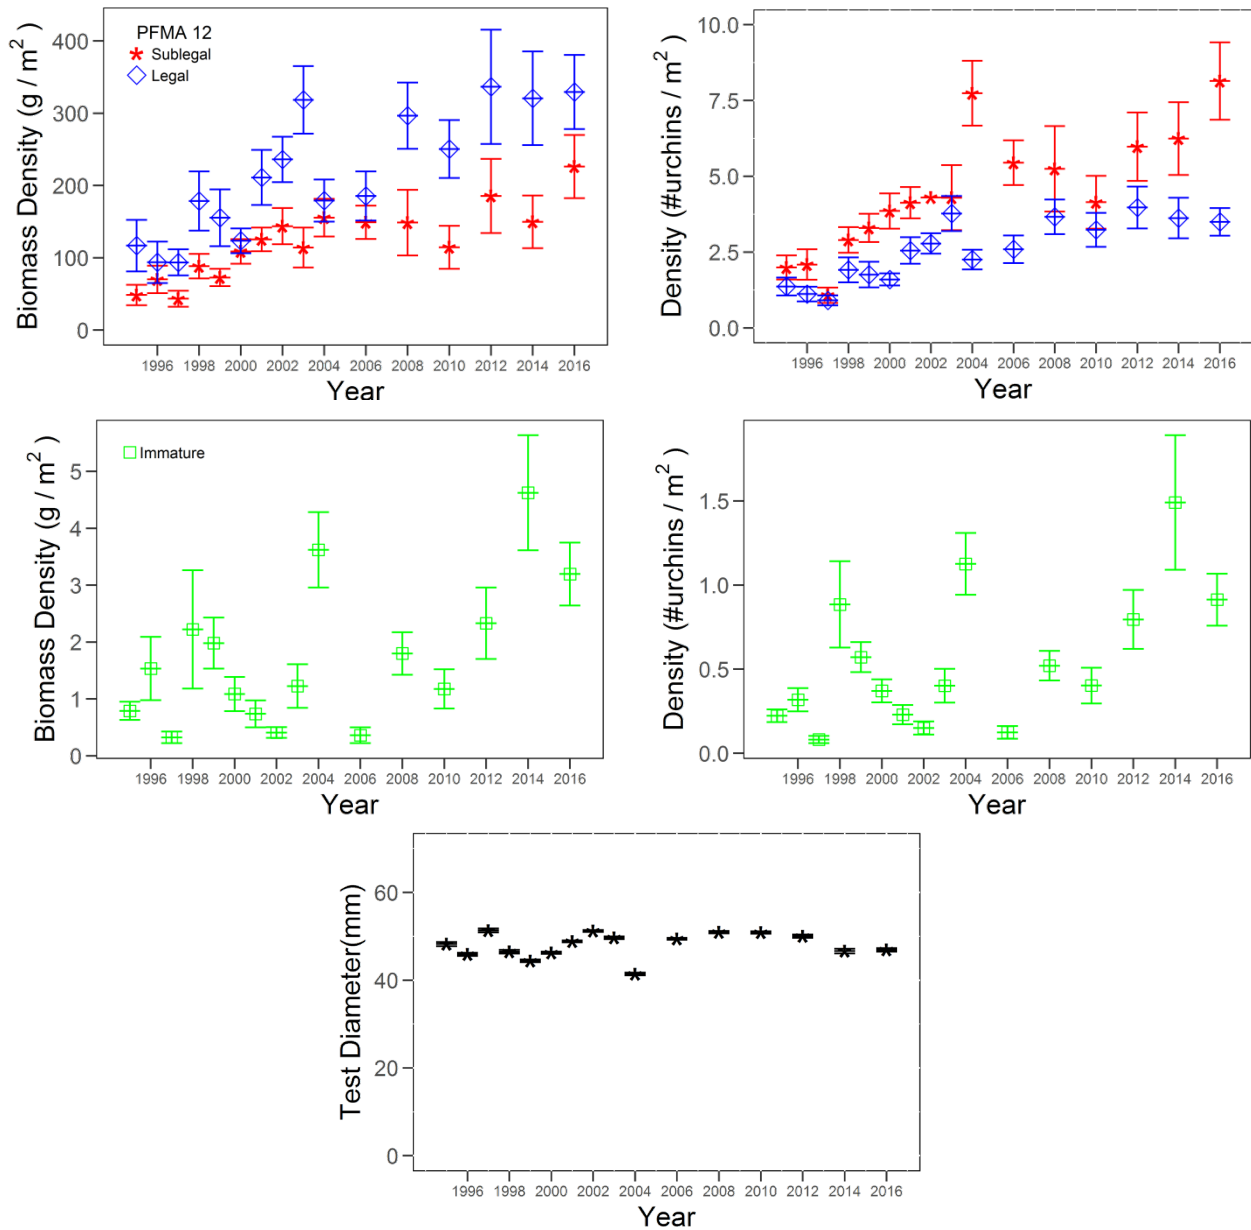 PFMA 12
Sublegal
Legal
Biomass Density (g / m²)
400
300
200
100
0
1996 1998 2000 2002 2004 2006 2008 2010 2012 2014 2016
Year
Density (#urchins / m²)
10.0
7.5
5.0
2.5
0.0
1996 1998 2000 2002 2004 2006 2008 2010 2012 2014 2016
Year
Immature
Biomass Density (g / m²)
5
4
3
2
1
0
1996 1998 2000 2002 2004 2006 2008 2010 2012 2014 2016
Year
Density (#urchins / m²)
1.5
1.0
0.5
0.0
1996 1998 2000 2002 2004 2006 2008 2010 2012 2014 2016
Year
Test Diameter(mm)
60
40
20
0
1996 1998 2000 2002 2004 2006 2008 2010 2012 2014 2016
Year